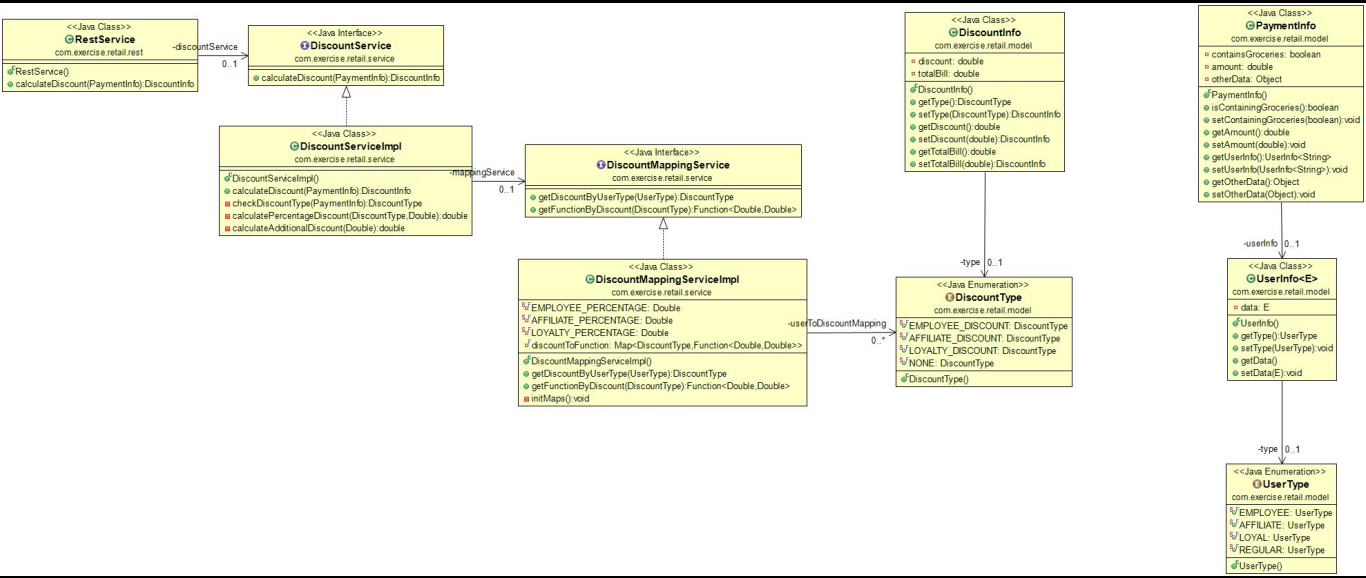 <<Java Class>>
RestService
com.exercise.retail.rest
RestService()
calculateDiscount(PaymentInfo):DiscountInfo
-discountService
0..1
<<Java Interface>>
DiscountService
com.exercise.retail.service
calculateDiscount(PaymentInfo):DiscountInfo
<<Java Class>>
DiscountServiceImpl
com.exercise.retail.service
DiscountServiceImpl()
calculateDiscount(PaymentInfo):DiscountInfo
checkDiscountType(PaymentInfo):DiscountType
calculatePercentageDiscount(DiscountType,Double):double
calculateAdditionalDiscount(Double):double
-mappingService
0..1
<<Java Interface>>
DiscountMappingService
com.exercise.retail.service
getDiscountByUserType(UserType):DiscountType
getFunctionByDiscount(DiscountType):Function<Double,Double>
<<Java Class>>
DiscountMappingServiceImpl
com.exercise.retail.service
EMPLOYEE_PERCENTAGE: Double
AFFILIATE_PERCENTAGE: Double
LOYALTY_PERCENTAGE: Double
discountToFunction: Map<DiscountType,Function<Double,Double>>
DiscountMappingServiceImpl()
getDiscountByUserType(UserType):DiscountType
getFunctionByDiscount(DiscountType):Function<Double,Double>
initMaps():void
-userToDiscountMapping
0..*
<<Java Class>>
DiscountInfo
com.exercise.retail.model
discount: double
totalBill: double
DiscountInfo()
getType():DiscountType
setType(DiscountType):DiscountInfo
getDiscount():double
setDiscount(double):DiscountInfo
getTotalBill():double
setTotalBill(double):DiscountInfo
-type
0..1
<<Java Enumeration>>
DiscountType
com.exercise.retail.model
EMPLOYEE_DISCOUNT: DiscountType
AFFILIATE_DISCOUNT: DiscountType
LOYALTY_DISCOUNT: DiscountType
NONE: DiscountType
DiscountType()
<<Java Class>>
PaymentInfo
com.exercise.retail.model
containsGroceries: boolean
amount: double
otherData: Object
PaymentInfo()
isContainingGroceries():boolean
setContainingGroceries(boolean):void
getAmount():double
setAmount(double):void
getUserInfo():UserInfo<String>
setUserInfo(UserInfo<String>):void
getOtherData():Object
setOtherData(Object):void
-userInfo
0..1
<<Java Class>>
UserInfo<E>
com.exercise.retail.model
data: E
UserInfo()
getType():UserType
setType(UserType):void
getData()
setData(E):void
-type
0..1
<<Java Enumeration>>
UserType
com.exercise.retail.model
EMPLOYEE: UserType
AFFILIATE: UserType
LOYAL: UserType
REGULAR: UserType
UserType()